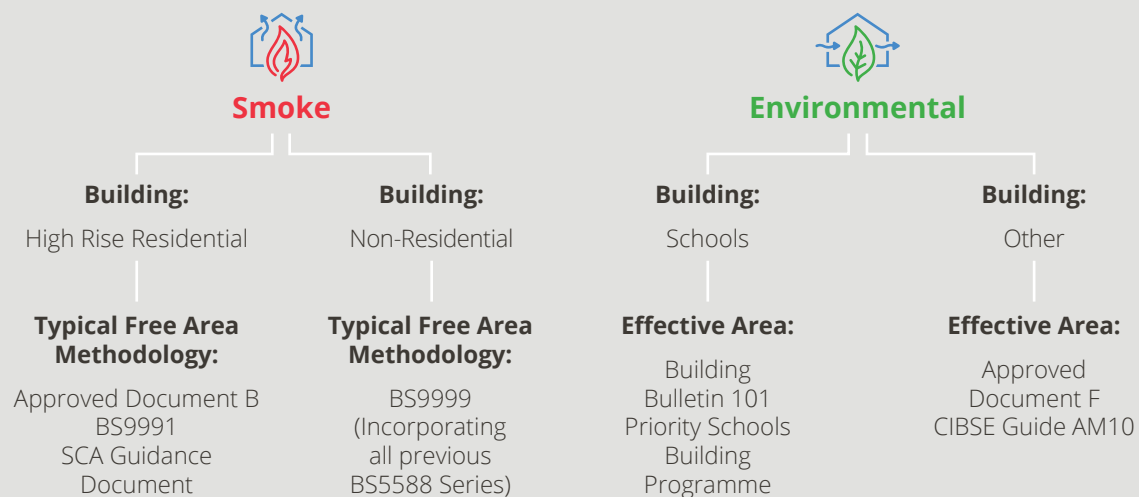 Smoke
Building:
High Rise Residential
Typical Free Area
Methodology:
Approved Document B
BS9991
SCA Guidance
Document
Building:
Non-Residential
Typical Free Area
Methodology:
BS9999
(Incorporating
all previous
BS5588 Series)
Environmental
Building:
Schools
Effective Area:
Building
Bulletin 101
Priority Schools
Building
Programme
Building:
Other
Effective Area:
Approved
Document F
CIBSE Guide AM10